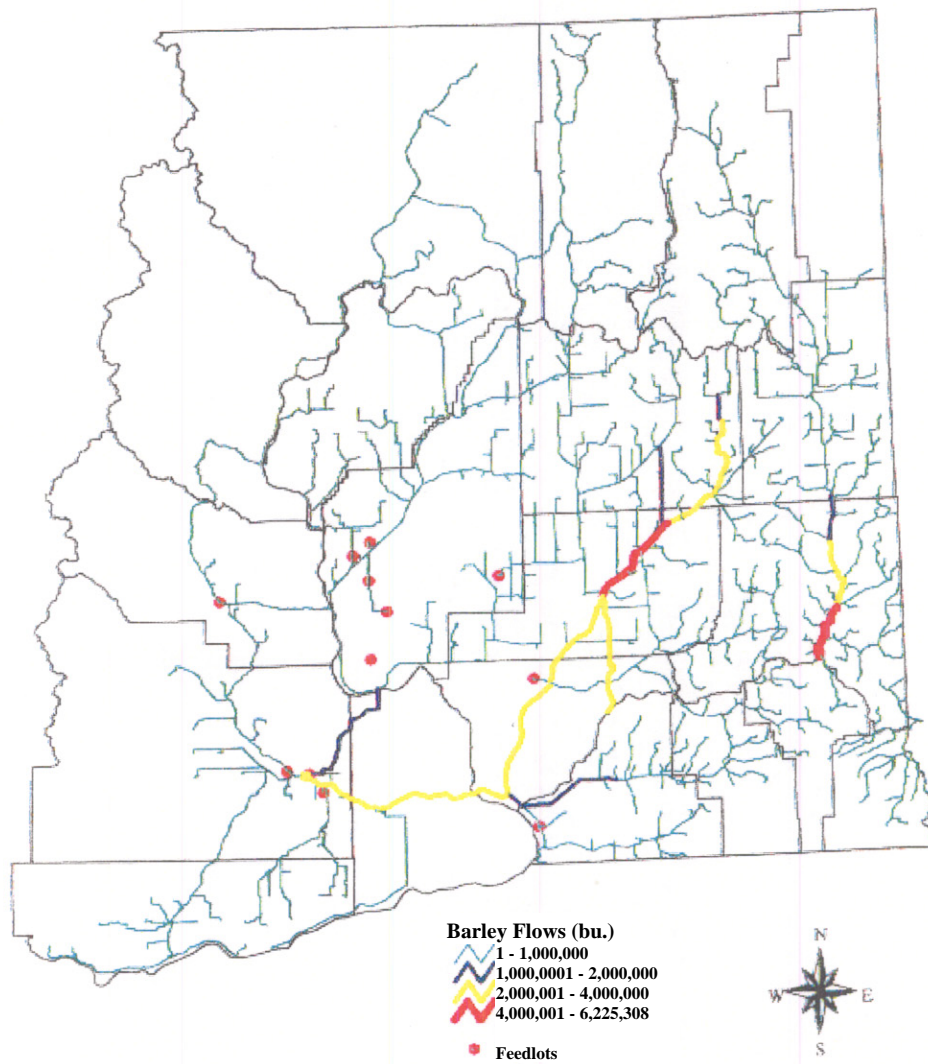 Barley Flows (bu.)
1 - 1,000,000
1,000,0001 - 2,000,000
2,000,001 - 4,000,000
4,000,001 - 6,225,308
Feedlots
N
W E
S